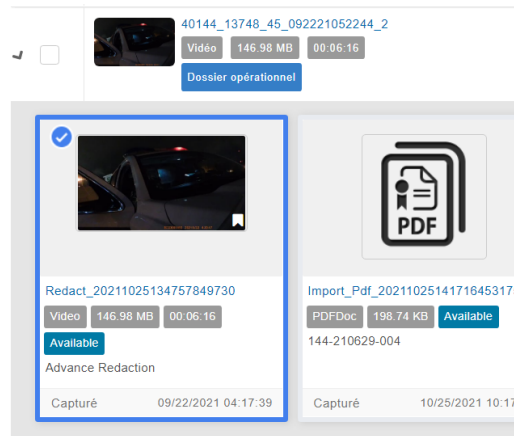 40144_13748_45_092221052244_2
Vidéo 146.98 MB 00:06:16
Dossier opérationnel
PDF
Redact_20211025134757849730
Video 146.98 MB 00:06:16
Available
Advance Redaction
Capturé 09/22/2021 04:17:39
Import_Pdf_2021102514171645317
PDFDoc 198.74 KB Available
144-210629-004
Capturé 10/25/2021 10:17